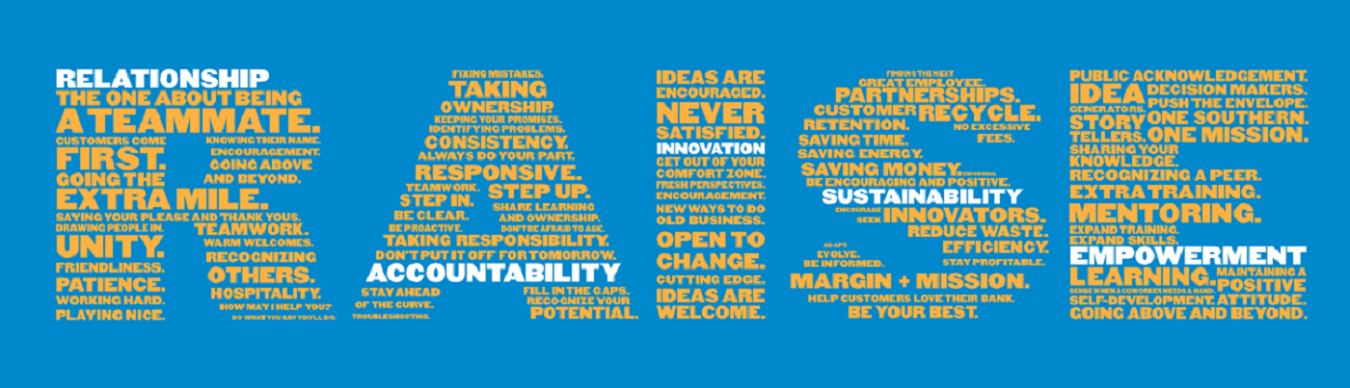 RELATIONSHIP
THE ONE ABOUT BEING
A TEAMMATE.
CUSTOMERS COME
FIRST.
GOING THE
KNOWING THEIR NAME.
ENCOURAGEMENT.
GOING ABOVE
AND BEYOND.
EXTRA MILE.
SAYING YOUR PLEASE AND THANK YOUS.
DRAWING PEOPLE IN.
UNITY.
FRIENDLINESS.
PATIENCE.
WORKING HARD.
PLAYING NICE.
TEAMWORK.
WARM WELCOMES.
RECOGNIZING
OTHERS.
HOSPITALITY.
HOW MAY I HELP YOU?
DO WHAT YOU SAY YOU'LL DO.
FIXING MISTAKES.
TAKING
OWNERSHIP.
KEEPING YOUR PROMISES.
IDENTIFYING PROBLEMS.
CONSISTENCY.
ALWAYS DO YOUR PART.
RESPONSIVE.
TEAMWORK.
STEP IN.
BE CLEAR.
BE PROACTIVE.
STEP UP.
SHARE LEARNING
AND OWNERSHIP.
DON'T BE AFRAID TO ASK.
TAKING RESPONSIBILITY.
DON'T PUT IT OFF FOR TOMORROW.
ACCOUNTABILITY
STAY AHEAD
OF THE CURVE.
TROUBLESHOOTING.
FILL IN THE GAPS.
RECOGNIZE YOUR
POTENTIAL.
IDEAS ARE
ENCOURAGED.
NEVER
SATISFIED.
INNOVATION
GET OUT OF YOUR
COMFORT ZONE.
FRESH PERSPECTIVES.
ENCOURAGEMENT.
NEW WAYS TO DO
OLD BUSINESS.
OPEN TO
CHANGE.
CUTTING EDGE.
IDEAS ARE
WELCOME.
FINDING THE NEXT
GREAT EMPLOYEE.
PARTNERSHIPS.
CUSTOMER
RETENTION.
RECYCLE.
NO EXCESSIVE
FEES.
SAVING TIME.
SAVING ENERGY.
SAVING MONEY.
BE ENCOURAGING AND POSITIVE.
SUSTAINABILITY
ENCOURAGE
SEEK
INNOVATORS.
REDUCE WASTE.
EFFICIENCY.
ADAPT.
EVOLVE.
BE INFORMED.
STAY PROFITABLE.
MARGIN + MISSION.
HELP CUSTOMERS LOVE THEIR BANK.
BE YOUR BEST.
PUBLIC ACKNOWLEDGEMENT.
IDEA
GENERATORS.
STORY
TELLERS.
DECISION MAKERS.
PUSH THE ENVELOPE.
ONE SOUTHERN.
ONE MISSION.
SHARING YOUR
KNOWLEDGE.
RECOGNIZING A PEER.
EXTRA TRAINING.
MENTORING.
EXPAND TRAINING.
EXPAND SKILLS.
EMPOWERMENT
LEARNING.
SENSE WHEN A COWORKER NEEDS A HAND.
SELF-DEVELOPMENT.
MAINTAINING A
POSITIVE
ATTITUDE.
GOING ABOVE AND BEYOND.